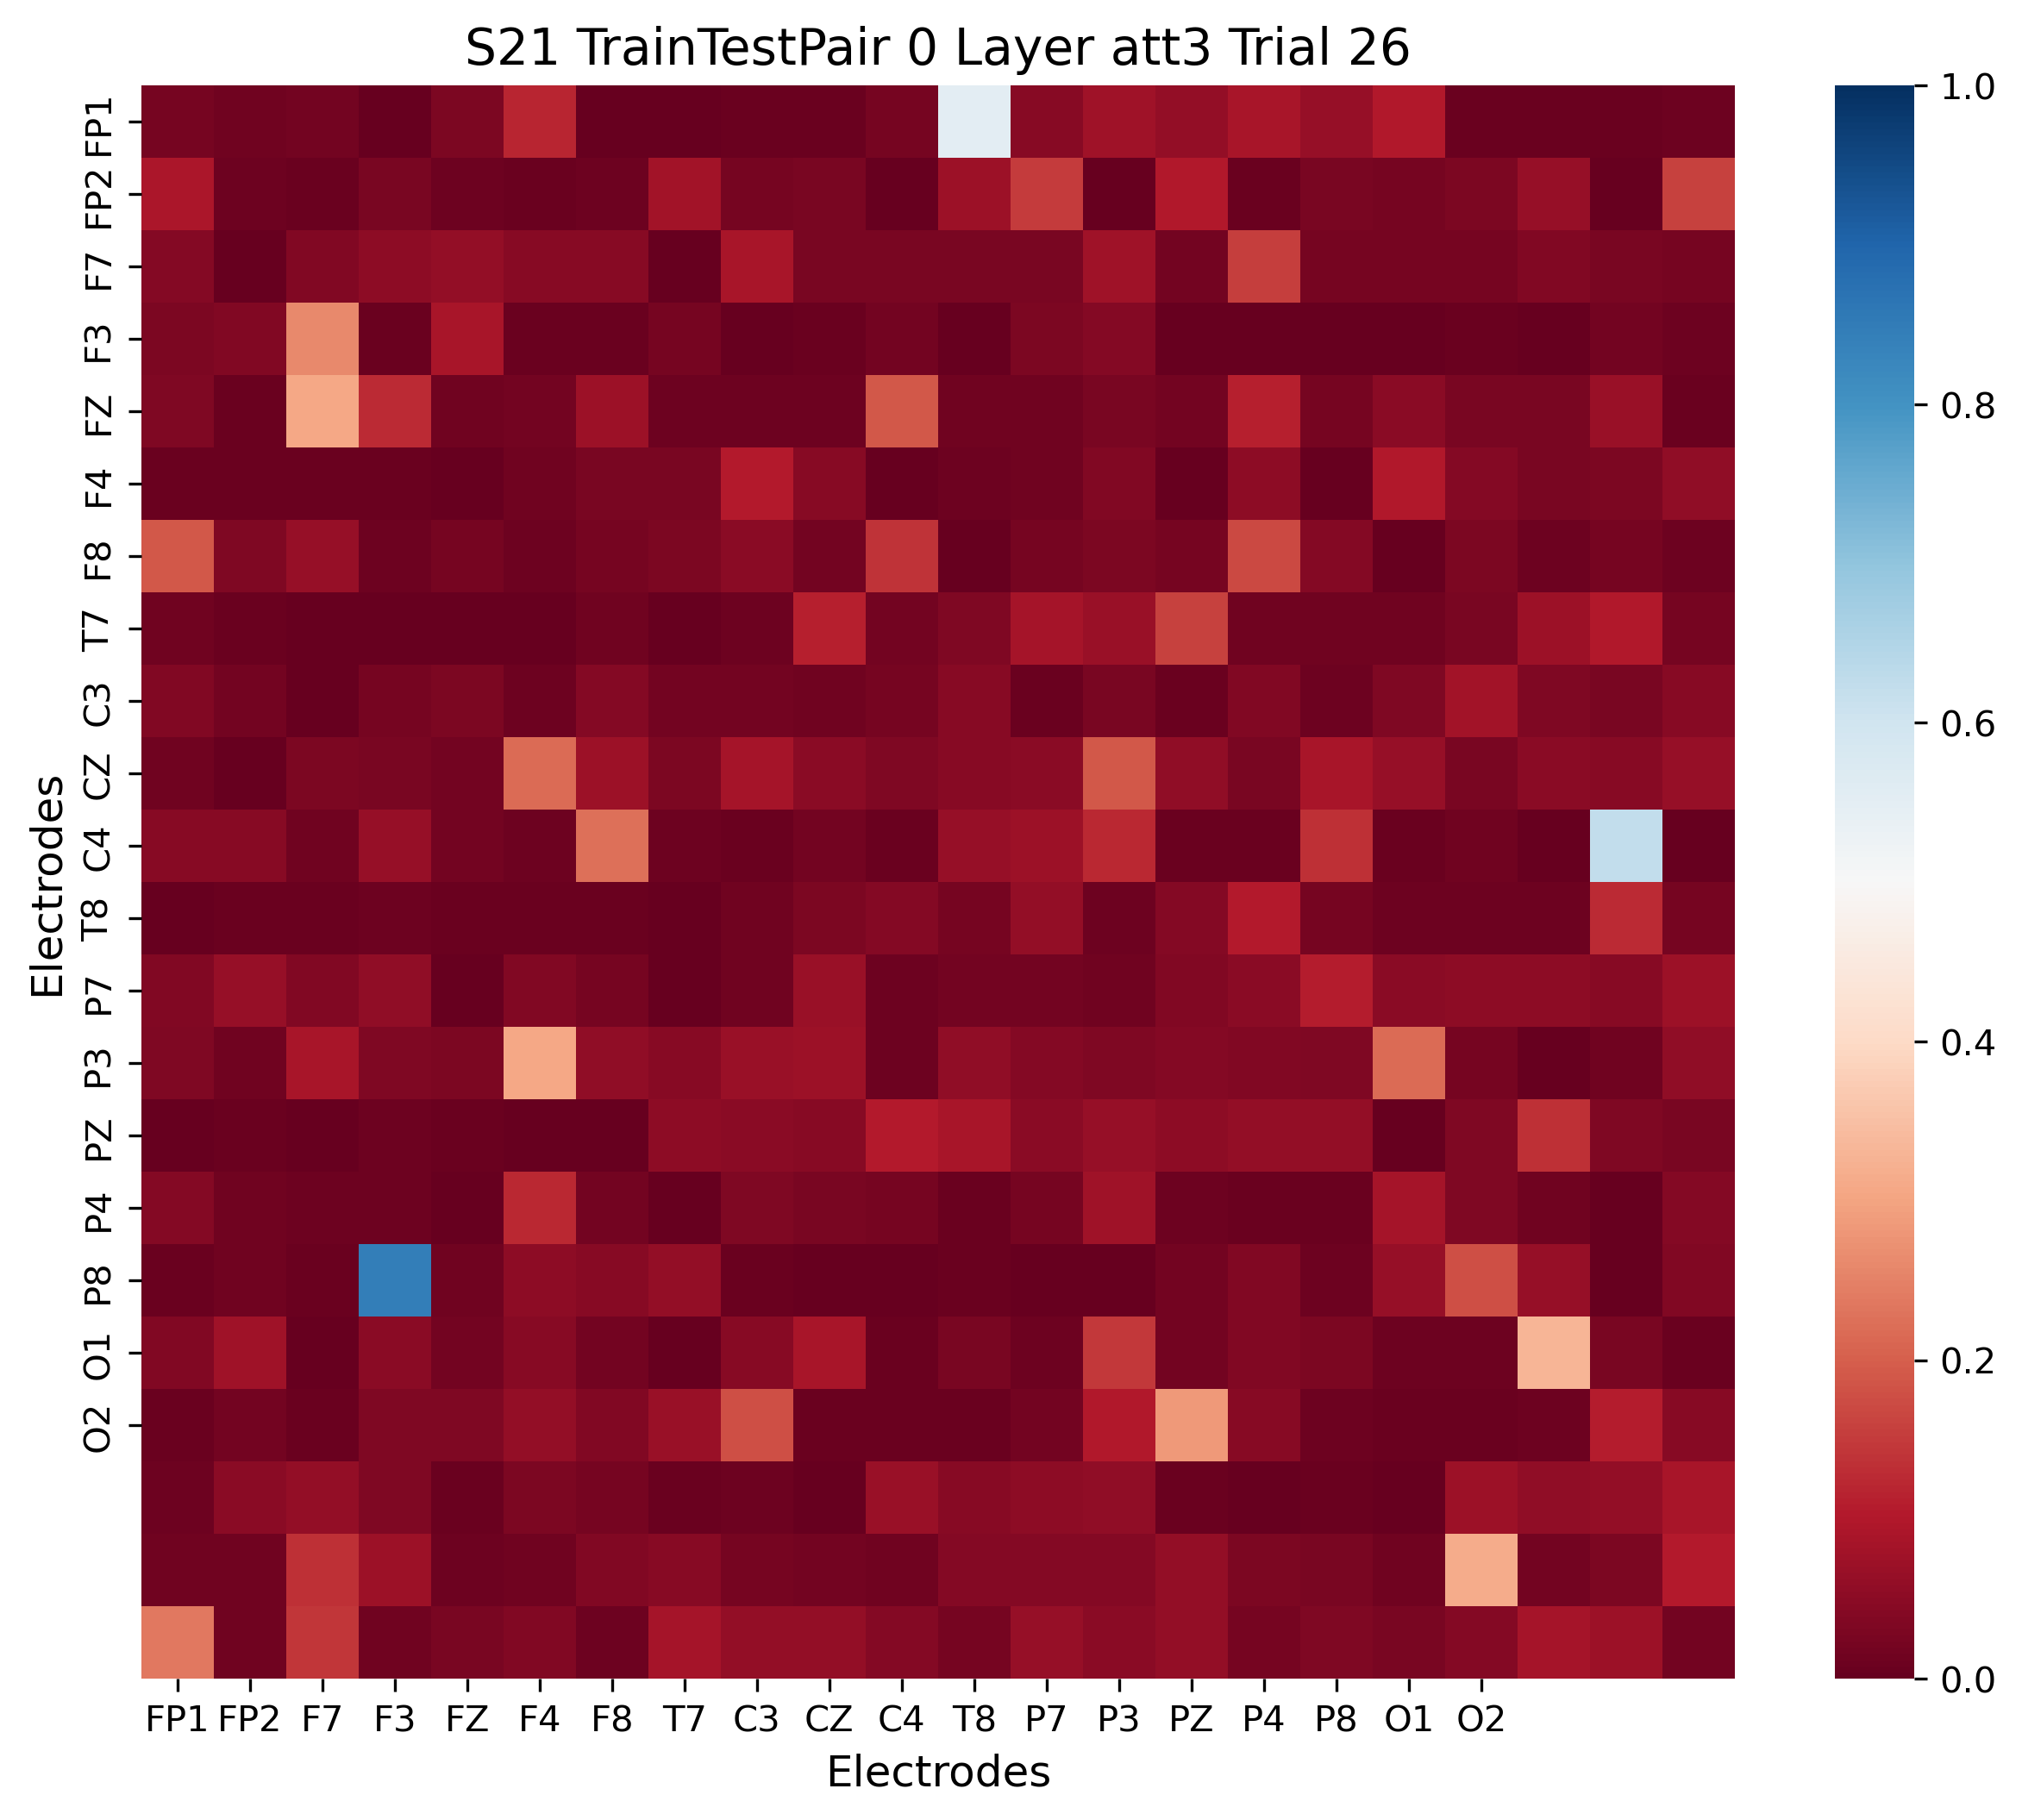 S21 TrainTestPair 0 Layer att3 Trial 26
Electrodes
FP1
FP2
F7
F3
FZ
F4
F8
T7
C3
CZ
C4
T8
P7
P3
PZ
P4
P8
O1
O2
FP1 FP2 F7 F3 FZ F4 F8 T7 C3 CZ C4 T8 P7 P3 PZ P4 P8 O1 O2
Electrodes
1.0
0.8
0.6
0.4
0.2
0.0